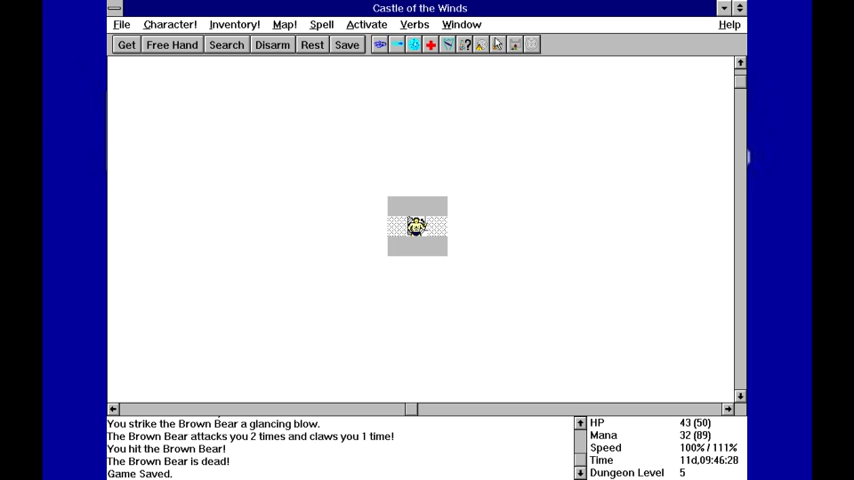 Castle of the Winds
File Character! Inventory! Map! Spell Activate Verbs Window Help
Get Free Hand Search Disarm Rest Save
You strike the Brown Bear a glancing blow.
The Brown Bear attacks you 2 times and claws you 1 time!
You hit the Brown Bear!
The Brown Bear is dead!
Game Saved.
HP 43 (50)
Mana 32 (89)
Speed 100% / 111%
Time 11d,09:46:28
Dungeon Level 5